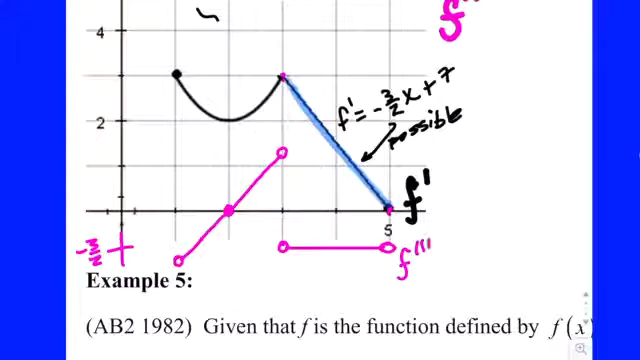 4
f'
f' = -3/2 x + 7
possible
2
f'
5
-3/2
f'''
Example 5:
(AB2 1982)  Given that f is the function defined by f(x)